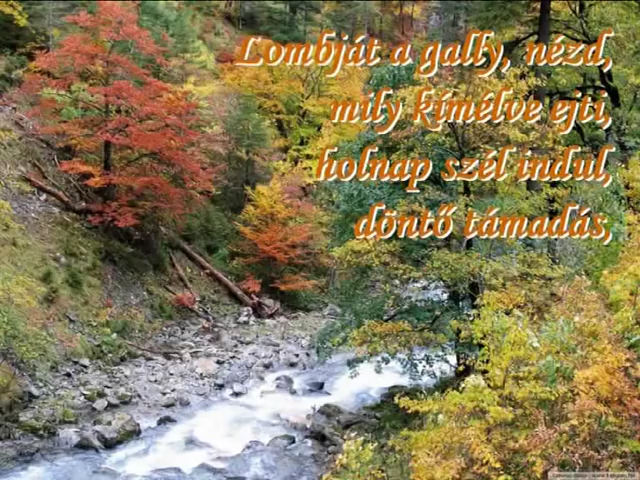 Lombját a gally, nézd,
mily kímélve ejti,
holnap szél indul,
döntő támadás,